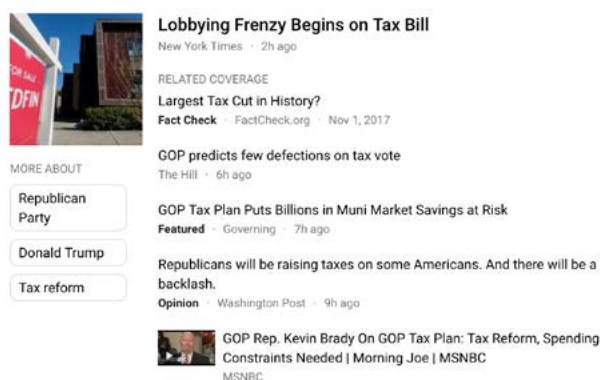 Lobbying Frenzy Begins on Tax Bill
New York Times · 2h ago
FOR SALE
DFIN
RELATED COVERAGE
Largest Tax Cut in History?
Fact Check · FactCheck.org · Nov 1, 2017
GOP predicts few defections on tax vote
The Hill · 6h ago
MORE ABOUT
Republican
Party
Donald Trump
Tax reform
GOP Tax Plan Puts Billions in Muni Market Savings at Risk
Featured · Governing · 7h ago
Republicans will be raising taxes on some Americans. And there will be a
backlash.
Opinion · Washington Post · 9h ago
GOP Rep. Kevin Brady On GOP Tax Plan: Tax Reform, Spending
Constraints Needed | Morning Joe | MSNBC
MSNBC